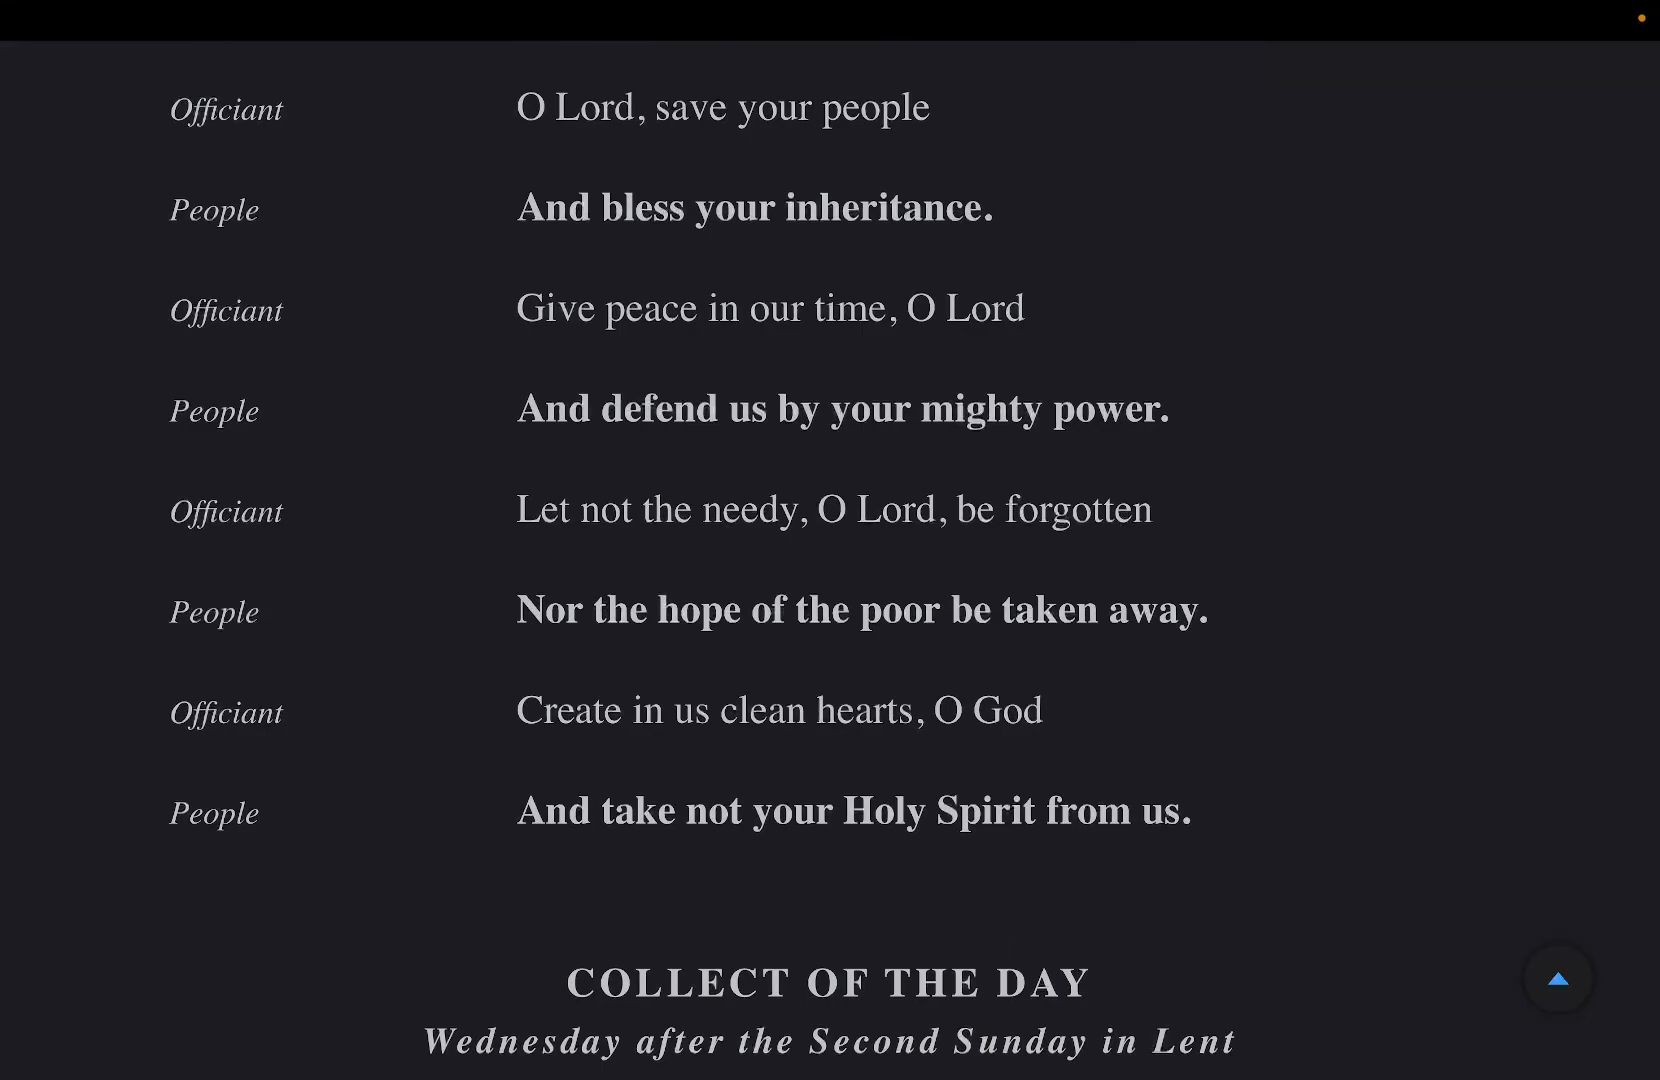 Officiant O Lord, save your people
People And bless your inheritance.
Officiant Give peace in our time, O Lord
People And defend us by your mighty power.
Officiant Let not the needy, O Lord, be forgotten
People Nor the hope of the poor be taken away.
Officiant Create in us clean hearts, O God
People And take not your Holy Spirit from us.
COLLECT OF THE DAY
Wednesday after the Second Sunday in Lent